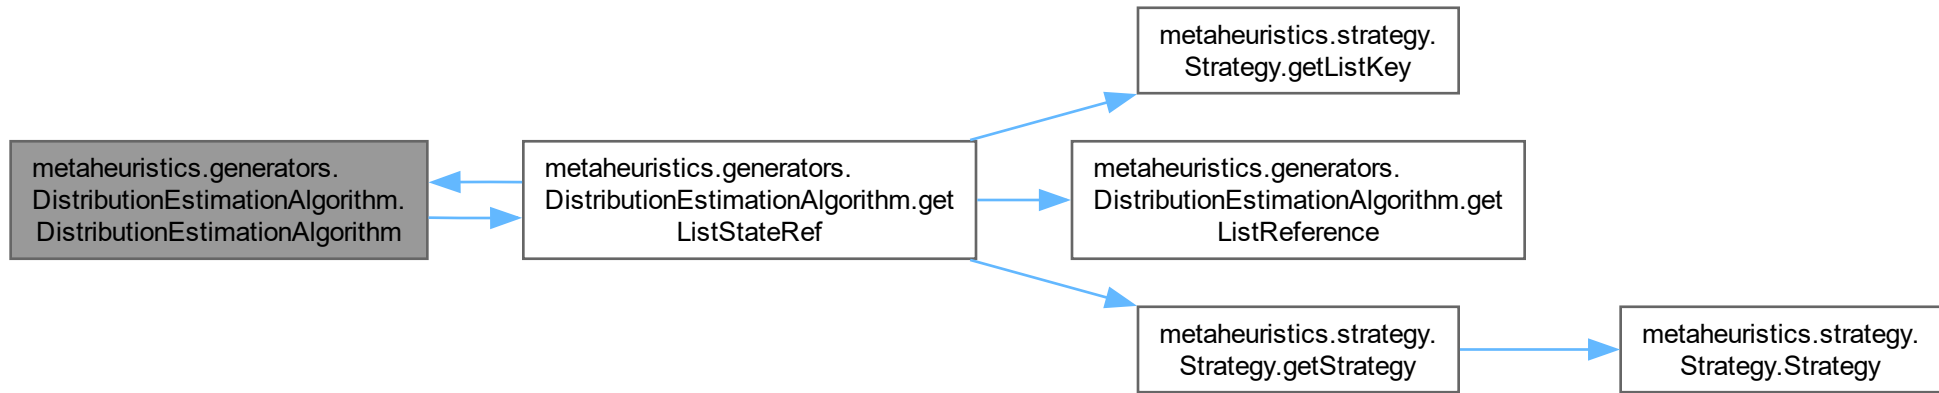 metaheuristics.generators.
DistributionEstimationAlgorithm.
DistributionEstimationAlgorithm
metaheuristics.generators.
DistributionEstimationAlgorithm.get
ListStateRef
metaheuristics.strategy.
Strategy.getListKey
metaheuristics.generators.
DistributionEstimationAlgorithm.get
ListReference
metaheuristics.strategy.
Strategy.getStrategy
metaheuristics.strategy.
Strategy.Strategy